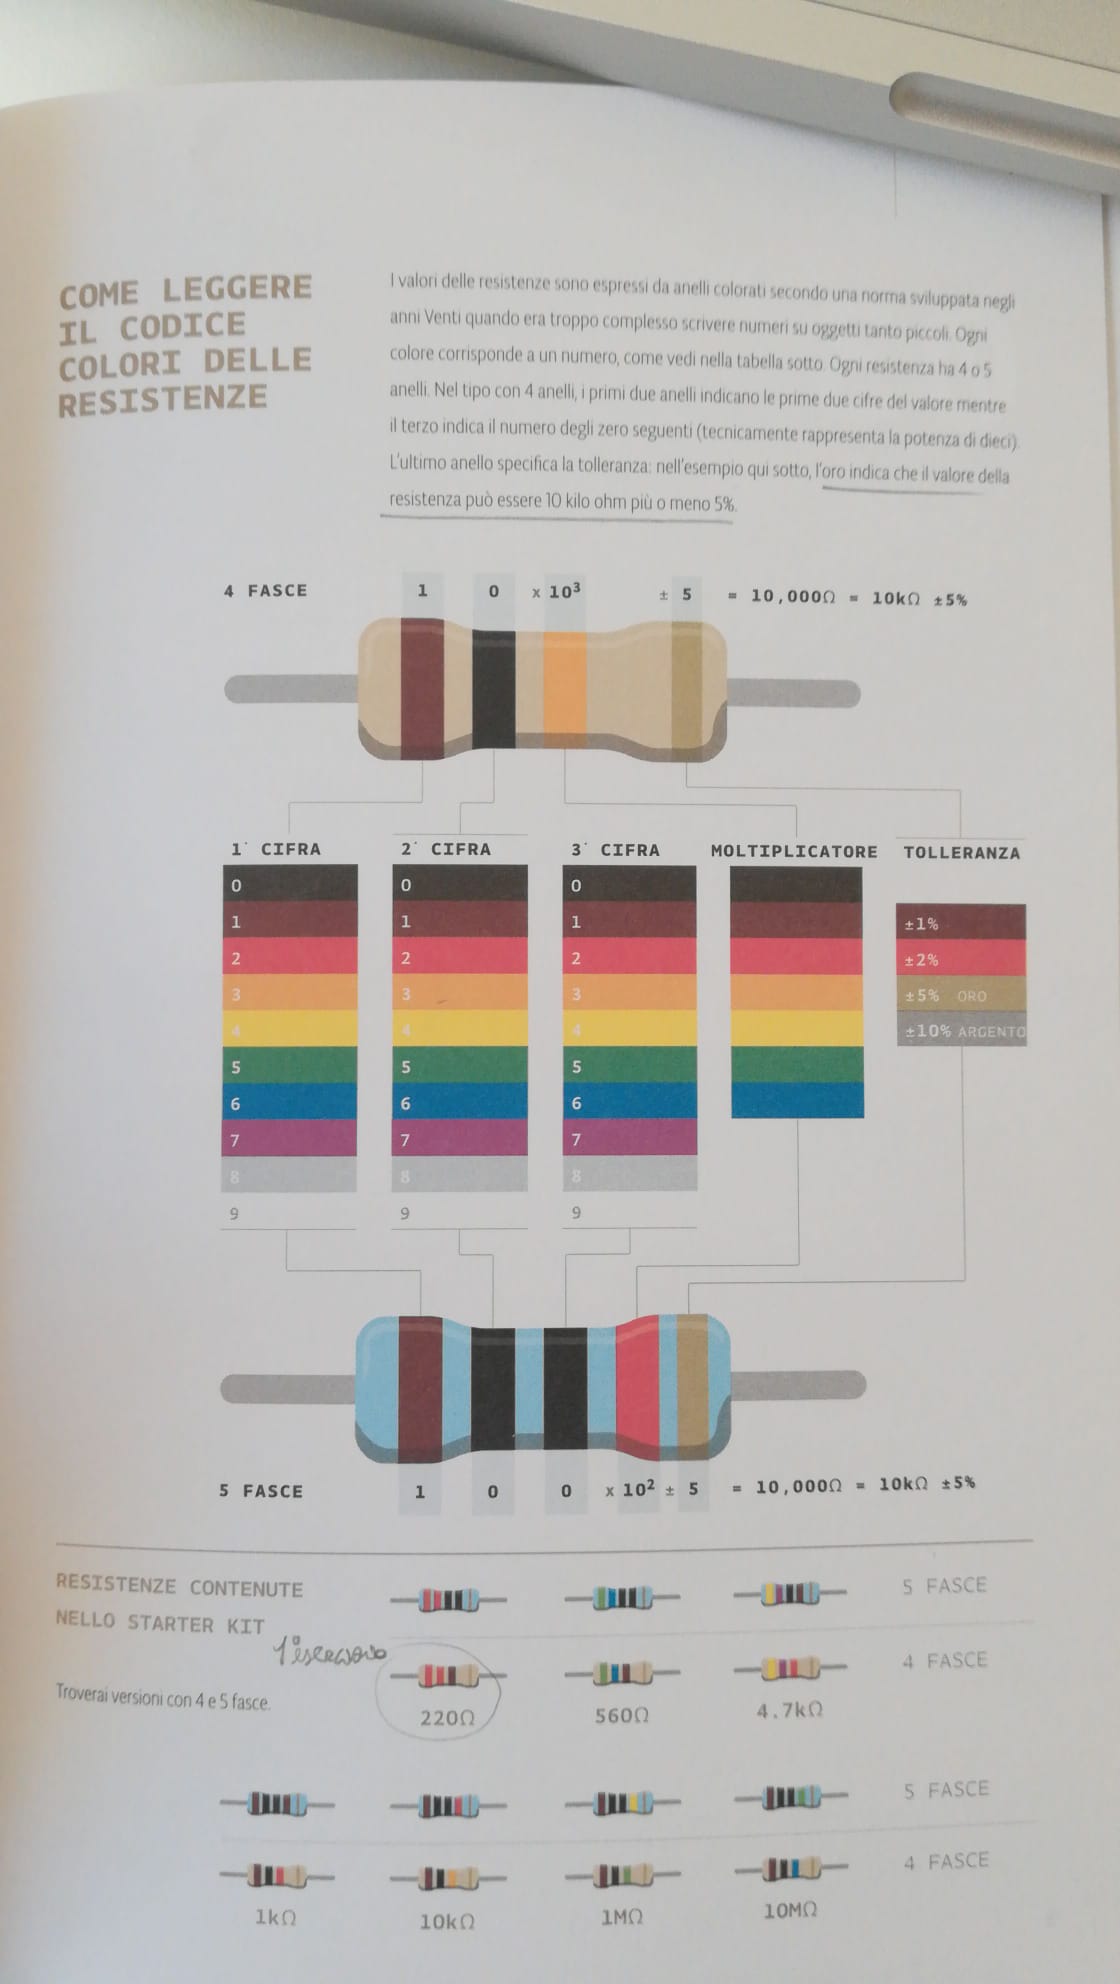 COME LEGGERE
IL CODICE
COLORI DELLE
RESISTENZE
I valori delle resistenze sono espressi da anelli colorati secondo una norma sviluppata negli
anni Venti quando era troppo complesso scrivere numeri su oggetti tanto piccoli. Ogni
colore corrisponde a un numero, come vedi nella tabella sotto. Ogni resistenza ha 4 o 5
anelli. Nel tipo con 4 anelli, i primi due anelli indicano le prime due cifre del valore mentre
il terzo indica il numero degli zero seguenti (tecnicamente rappresenta la potenza di dieci).
L'ultimo anello specifica la tolleranza: nell'esempio qui sotto, l'oro indica che il valore della
resistenza può essere 10 kilo ohm più o meno 5%.
4 FASCE 1 0 x 10³ ± 5 = 10,000Ω = 10kΩ ±5%
1˙ CIFRA 2˙ CIFRA 3˙ CIFRA MOLTIPLICATORE TOLLERANZA
0 0 0
1 1 1 ±1%
2 2 2 ±2%
3 3 3 ±5% ORO
4 4 4 ±10% ARGENTO
5 5 5
6 6 6
7 7 7
8 8 8
9 9 9
5 FASCE 1 0 0 x 10² ± 5 = 10,000Ω = 10kΩ ±5%
RESISTENZE CONTENUTE
NELLO STARTER KIT
5 FASCE
1°esercizio
Troverai versioni con 4 e 5 fasce.
4 FASCE
220Ω 560Ω 4.7kΩ
5 FASCE
4 FASCE
1kΩ 10kΩ 1MΩ 10MΩ